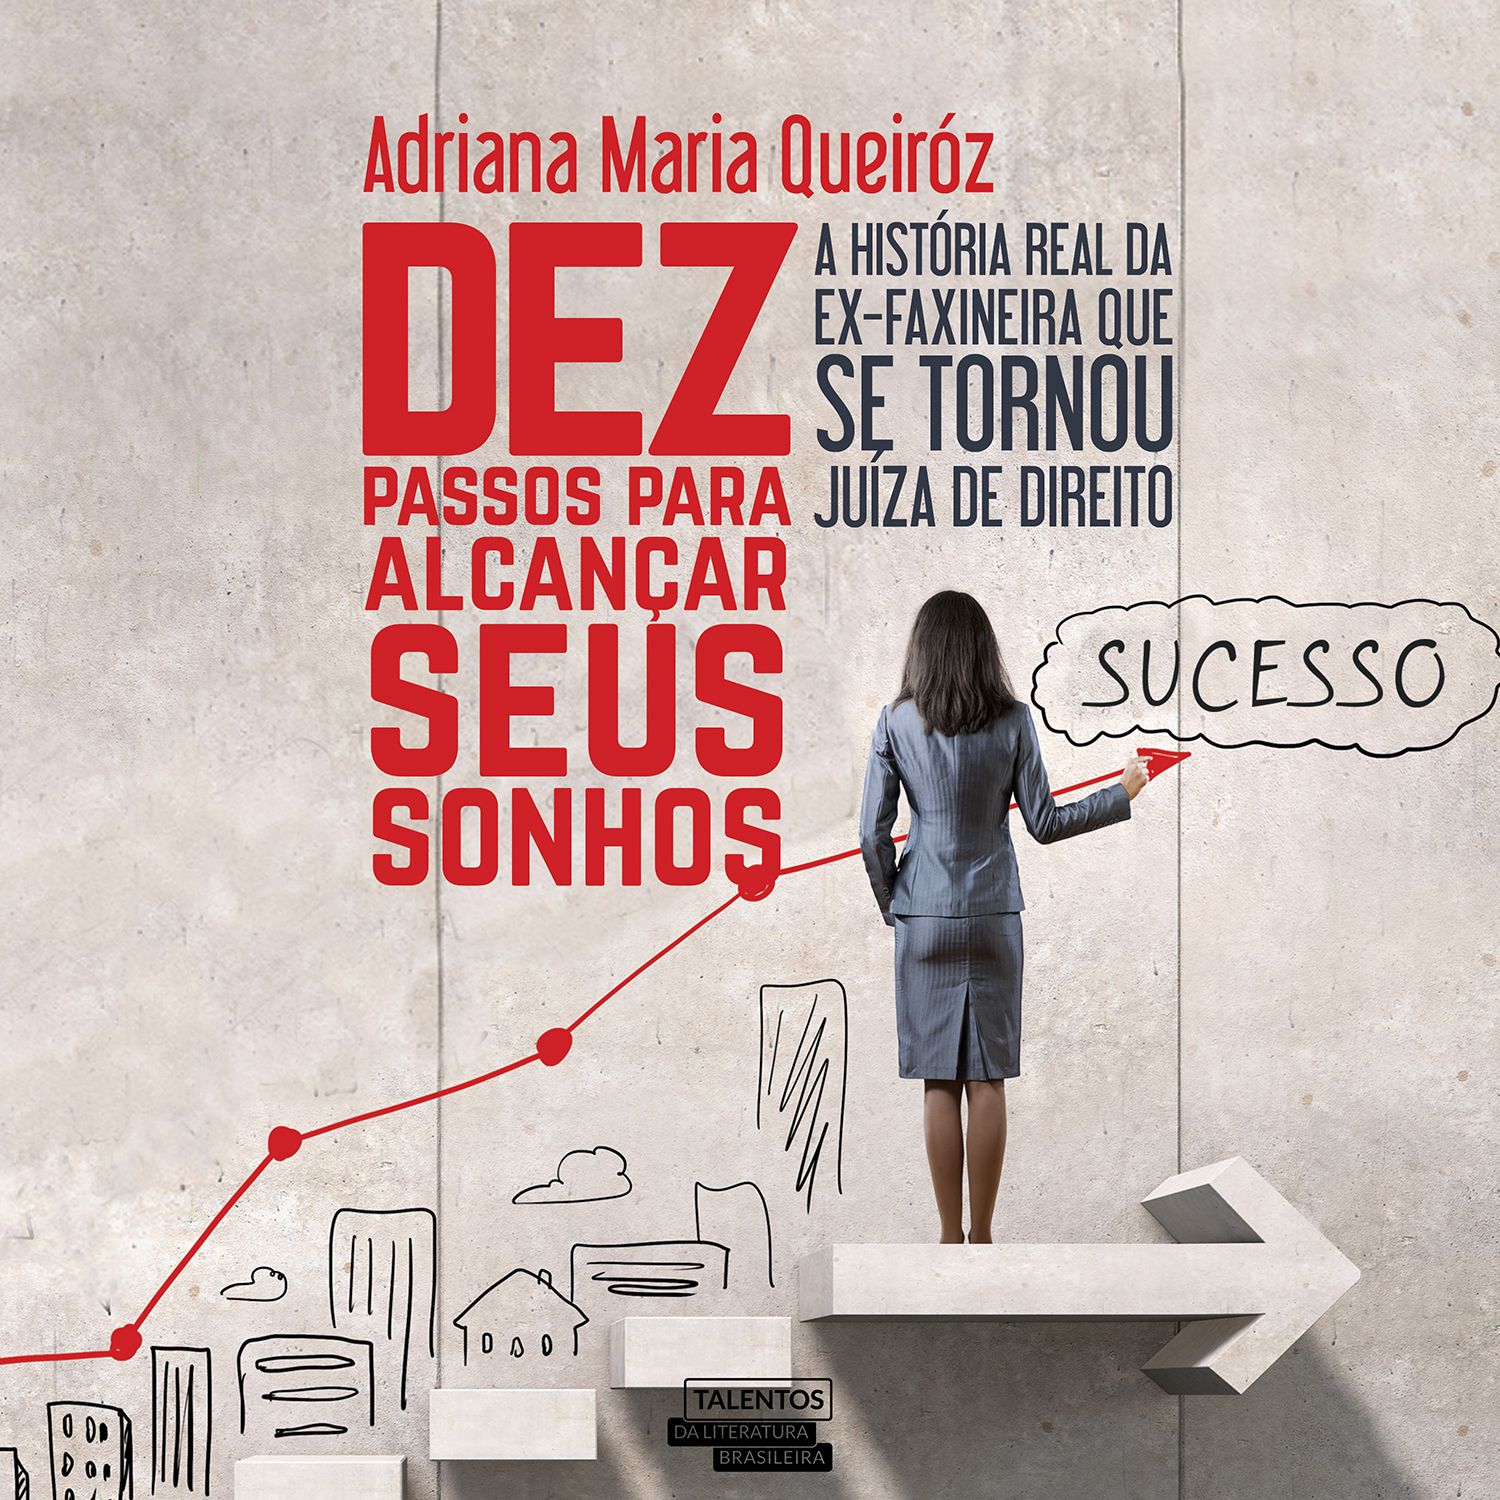 Adriana Maria Queiróz
DEZ
PASSOS PARA
ALCANÇAR
SEUS
SONHOS
A HISTÓRIA REAL DA
EX-FAXINEIRA QUE
SE TORNOU
JUÍZA DE DIREITO
SUCESSO
TALENTOS
DA LITERATURA
BRASILEIRA